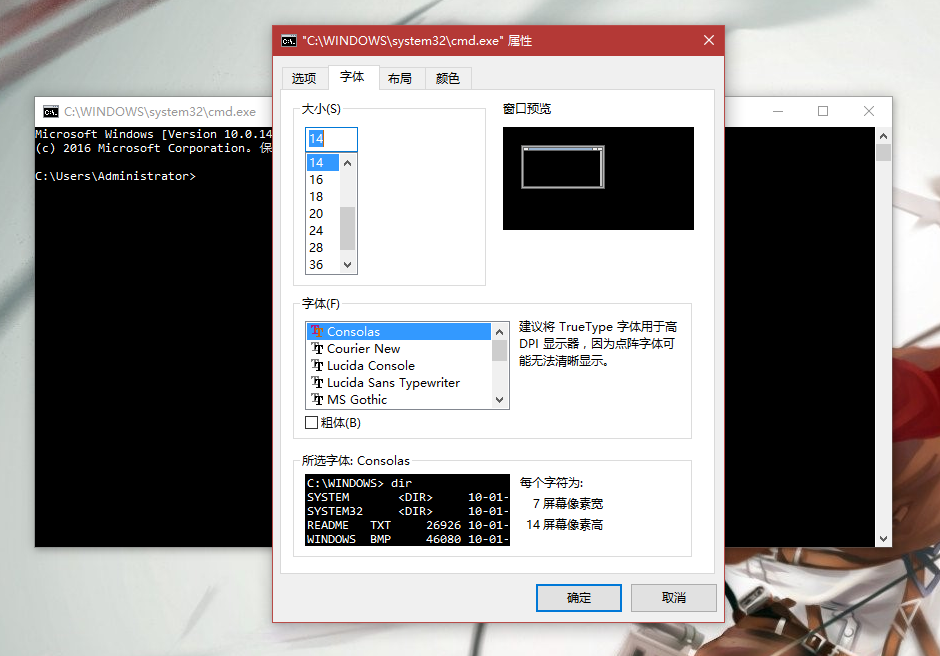 "C:\WINDOWS\system32\cmd.exe" 属性
选项 字体 布局 颜色
C:\WINDOWS\system32\cmd.exe
Microsoft Windows [Version 10.0.14
(c) 2016 Microsoft Corporation。保
C:\Users\Administrator>
大小(S)
14
14
16
18
20
24
28
36
窗口预览
字体(F)
Consolas
Courier New
Lucida Console
Lucida Sans Typewriter
MS Gothic
粗体(B)
建议将 TrueType 字体用于高
DPI 显示器，因为点阵字体可
能无法清晰显示。
所选字体: Consolas
C:\WINDOWS> dir
SYSTEM <DIR> 10-01-
SYSTEM32 <DIR> 10-01-
README TXT 26926 10-01-
WINDOWS BMP 46080 10-01-
每个字符为:
7 屏幕像素宽
14 屏幕像素高
确定 取消